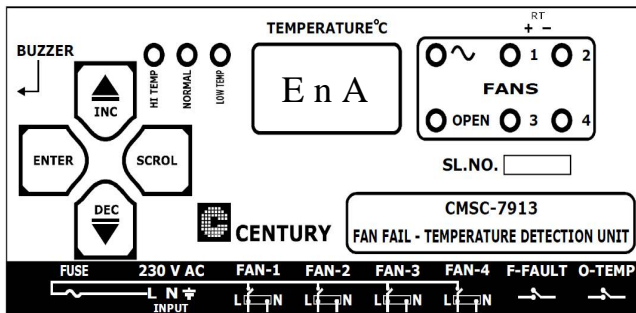 RT
+ −
TEMPERATURE°C
BUZZER
HI TEMP
NORMAL
LOW TEMP
E n A
1 2
FANS
OPEN 3 4
INC
ENTER
SCROL
DEC
SL.NO.
CENTURY
CMSC-7913
FAN FAIL - TEMPERATURE DETECTION UNIT
FUSE 230 V AC FAN-1 FAN-2 FAN-3 FAN-4 F-FAULT O-TEMP
L N L N L N L N L N
INPUT